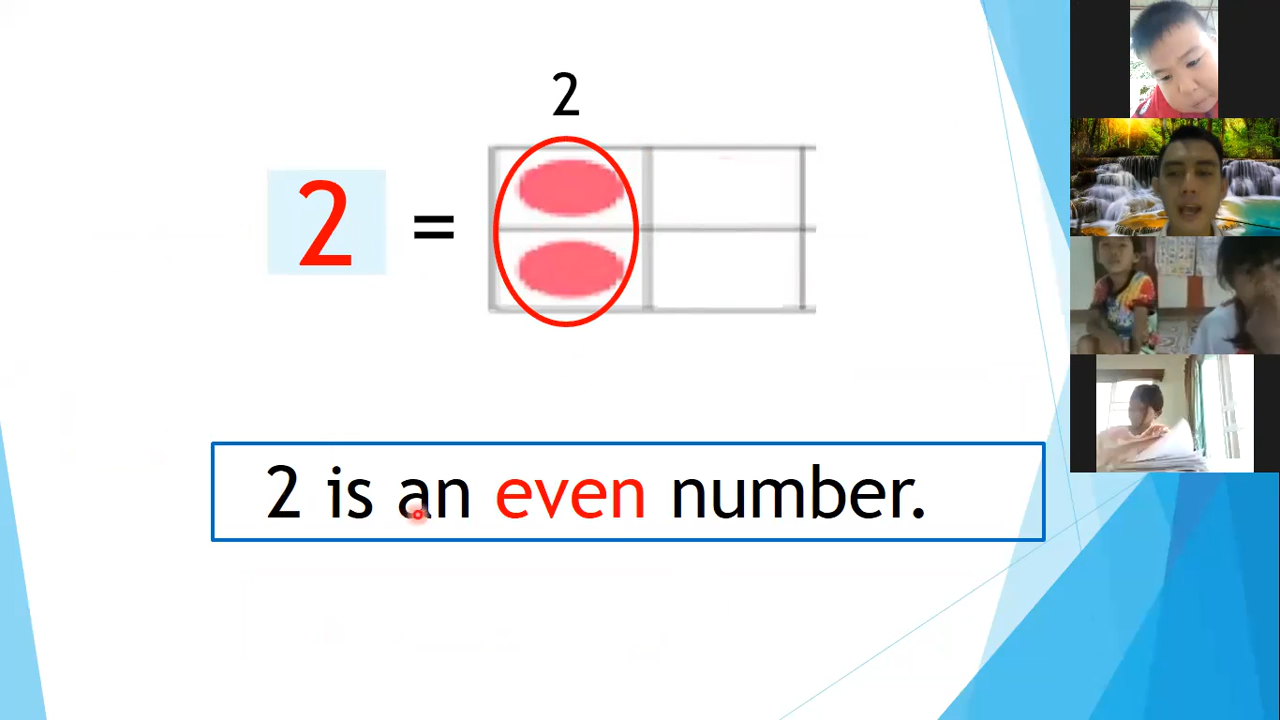 2
2 =
2 is an even number.